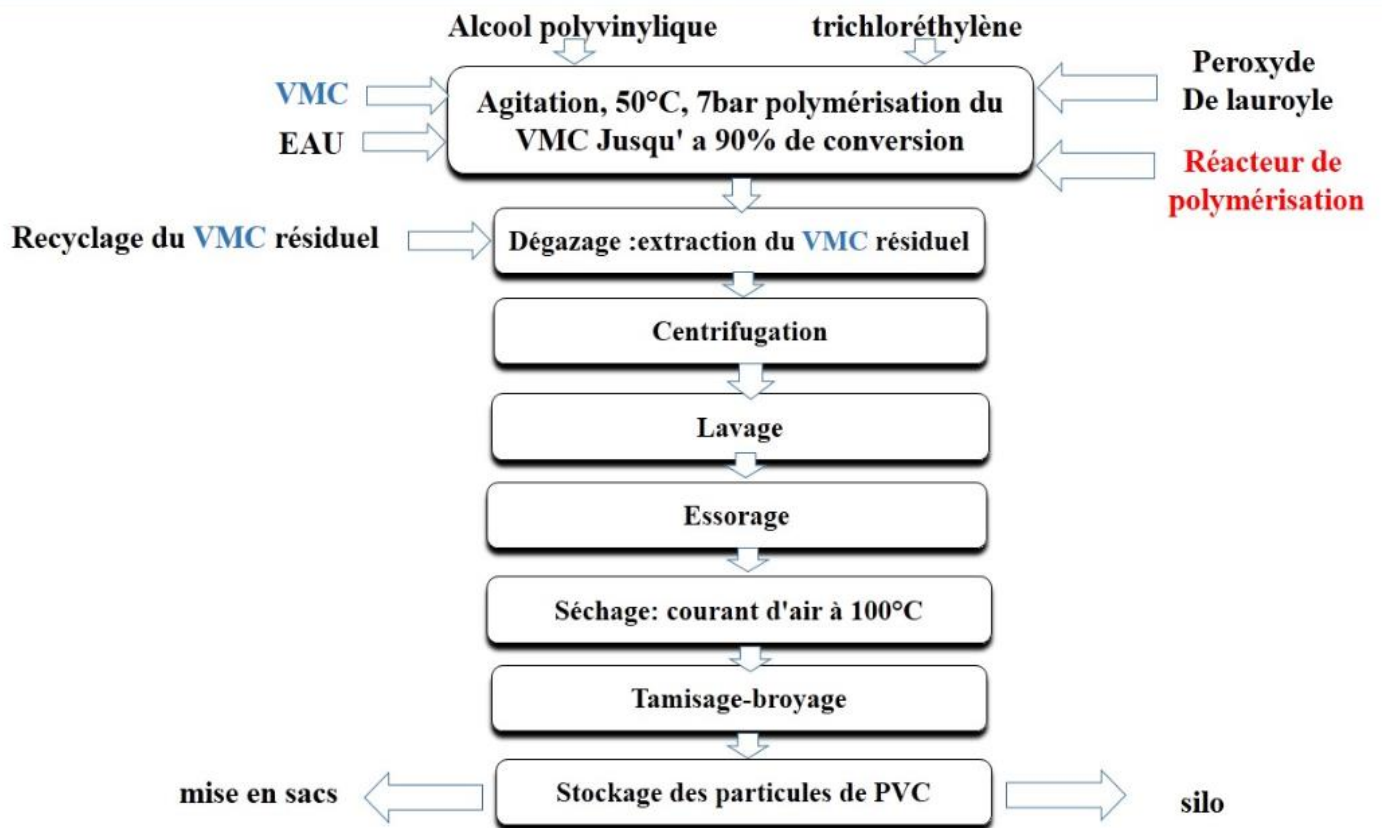 Alcool polyvinylique
trichloréthylène
VMC
EAU
Agitation, 50°C, 7bar polymérisation du
VMC Jusqu' a 90% de conversion
Peroxyde
De lauroyle
Réacteur de
polymérisation
Recyclage du VMC résiduel
Dégazage :extraction du VMC résiduel
Centrifugation
Lavage
Essorage
Séchage: courant d'air à 100°C
Tamisage-broyage
mise en sacs
Stockage des particules de PVC
silo